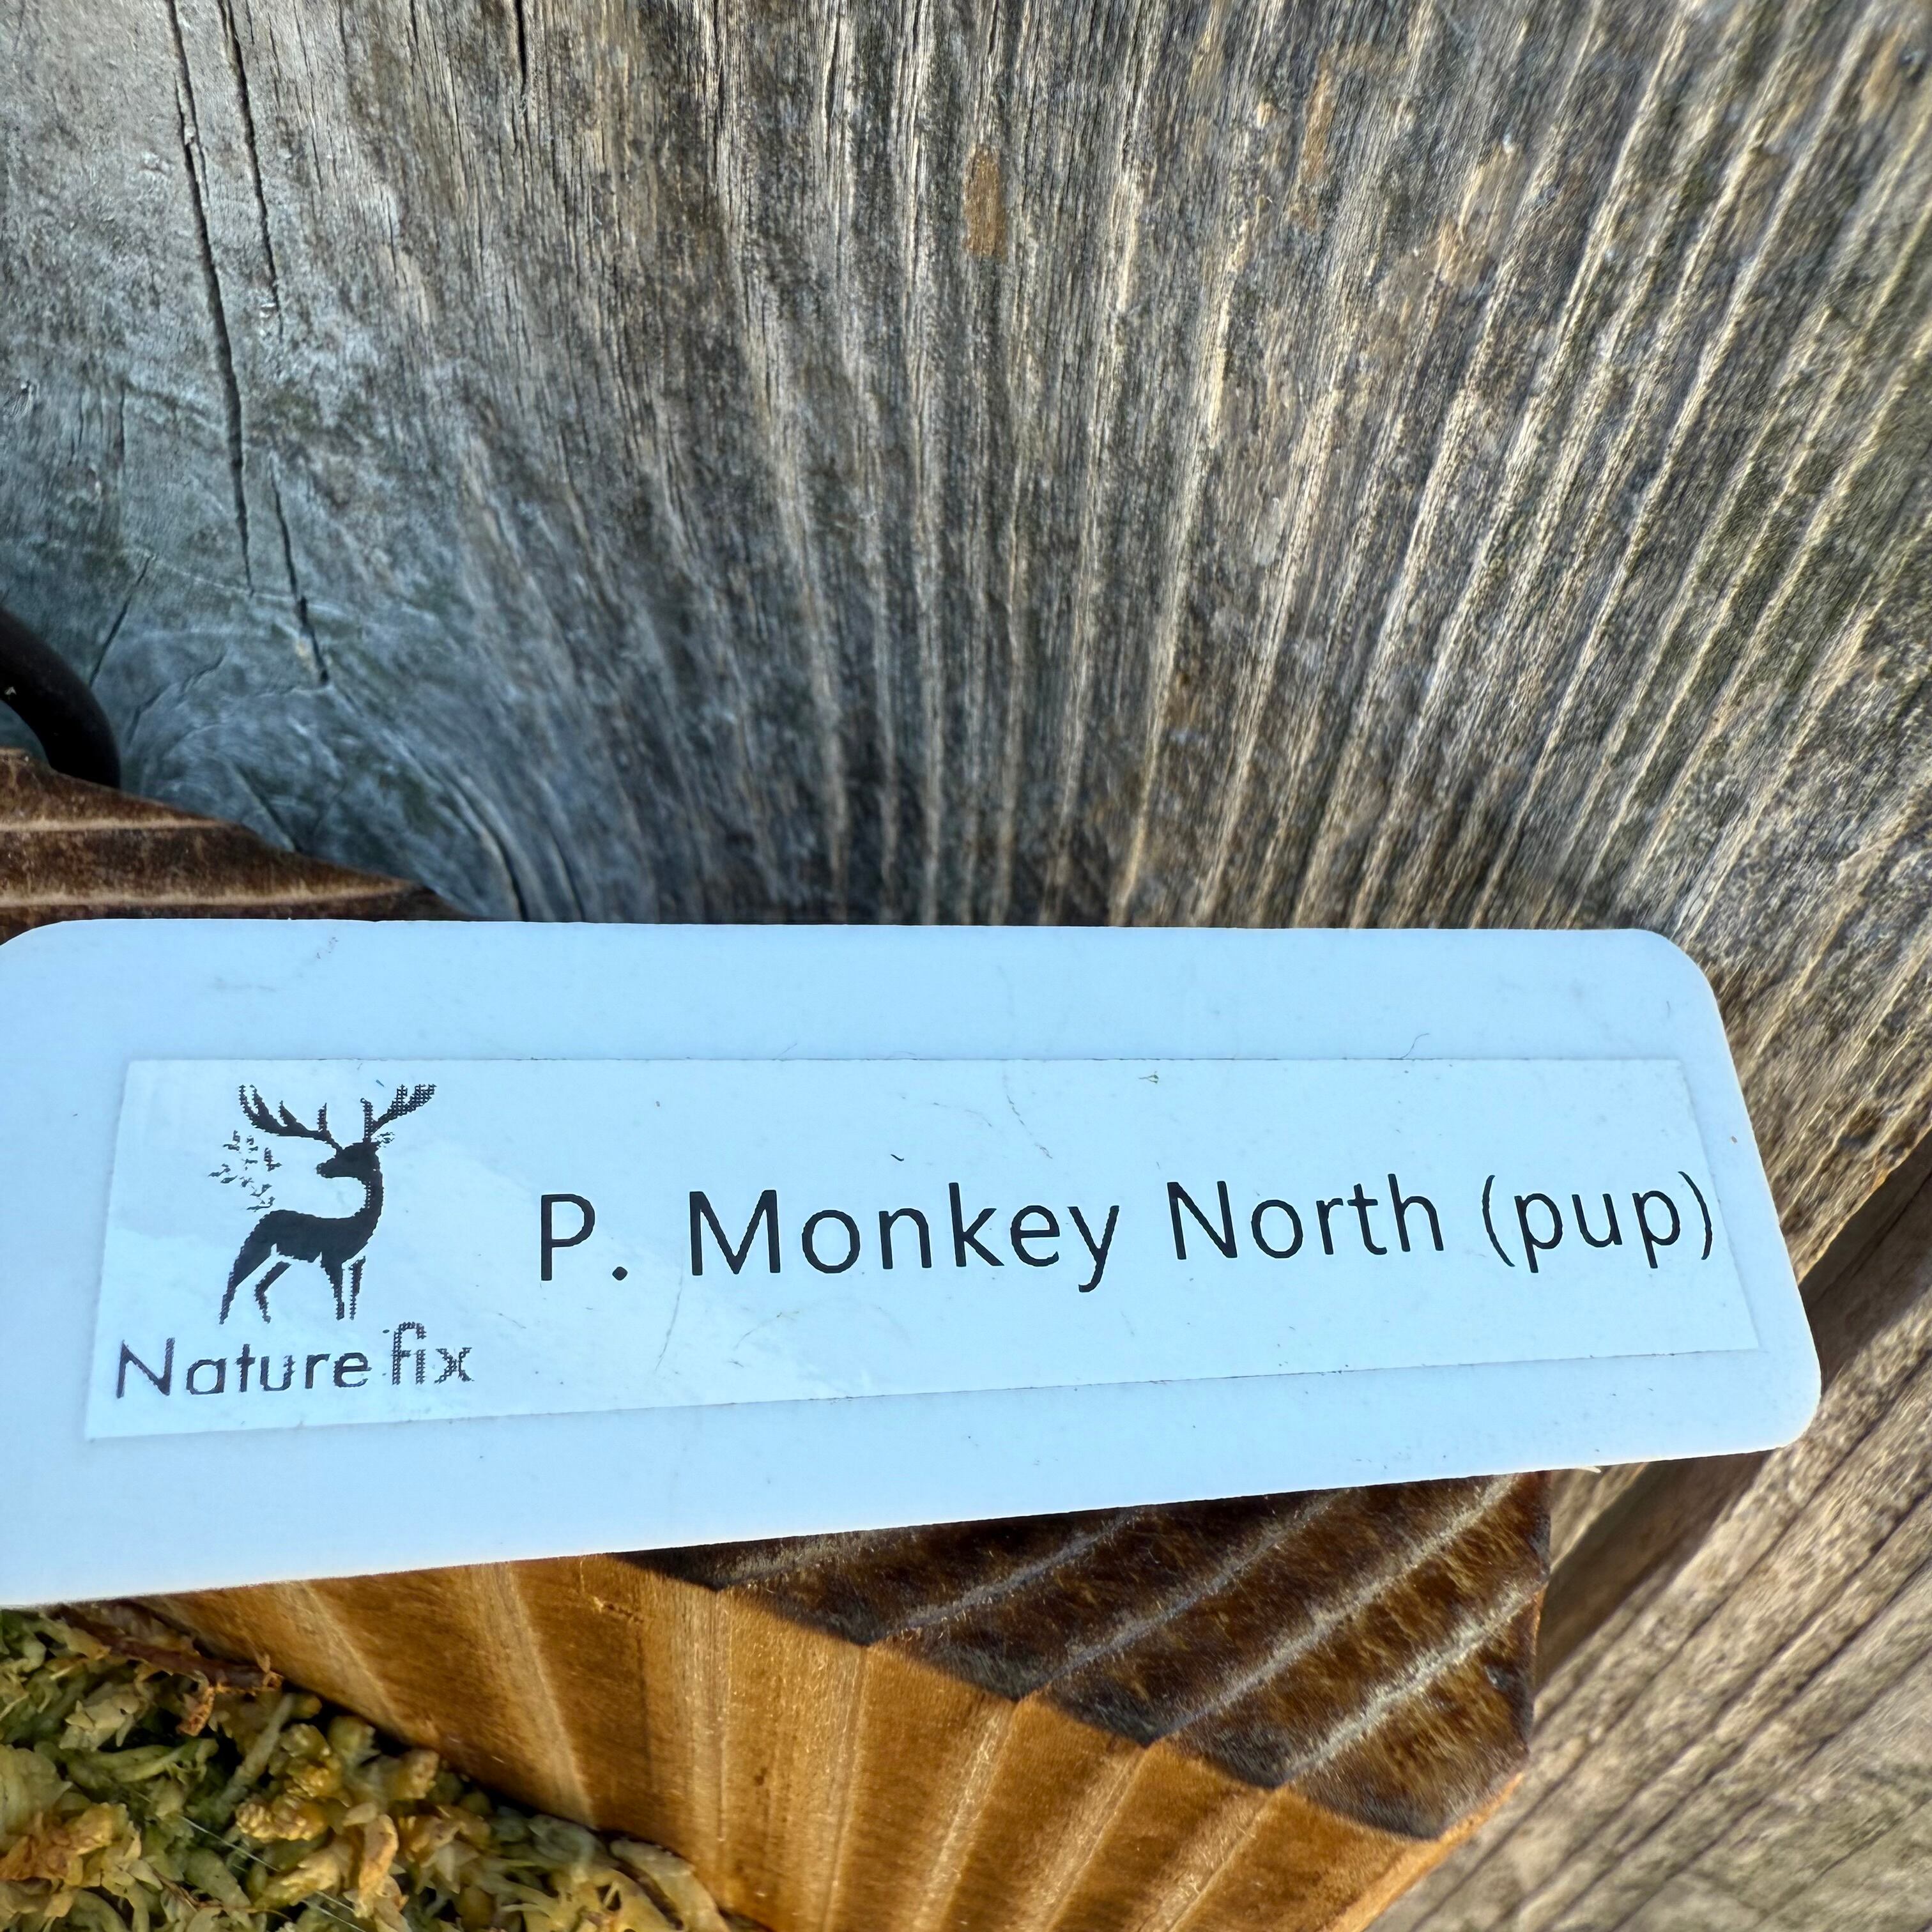 P. Monkey North (pup)
Nature fix